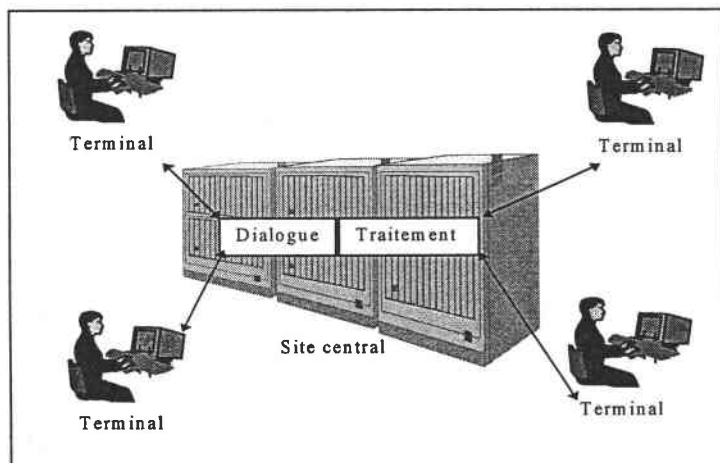 Terminal
Terminal
Dialogue
Traitement
Site central
Terminal
Terminal